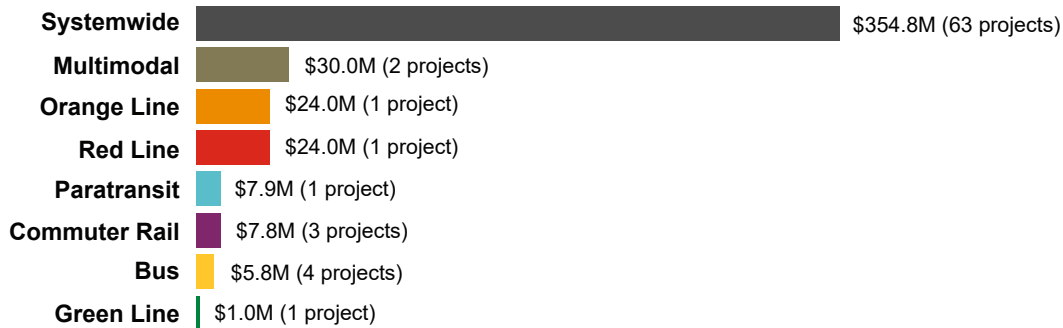 Systemwide $354.8M (63 projects)
Multimodal $30.0M (2 projects)
Orange Line $24.0M (1 project)
Red Line $24.0M (1 project)
Paratransit $7.9M (1 project)
Commuter Rail $7.8M (3 projects)
Bus $5.8M (4 projects)
Green Line $1.0M (1 project)